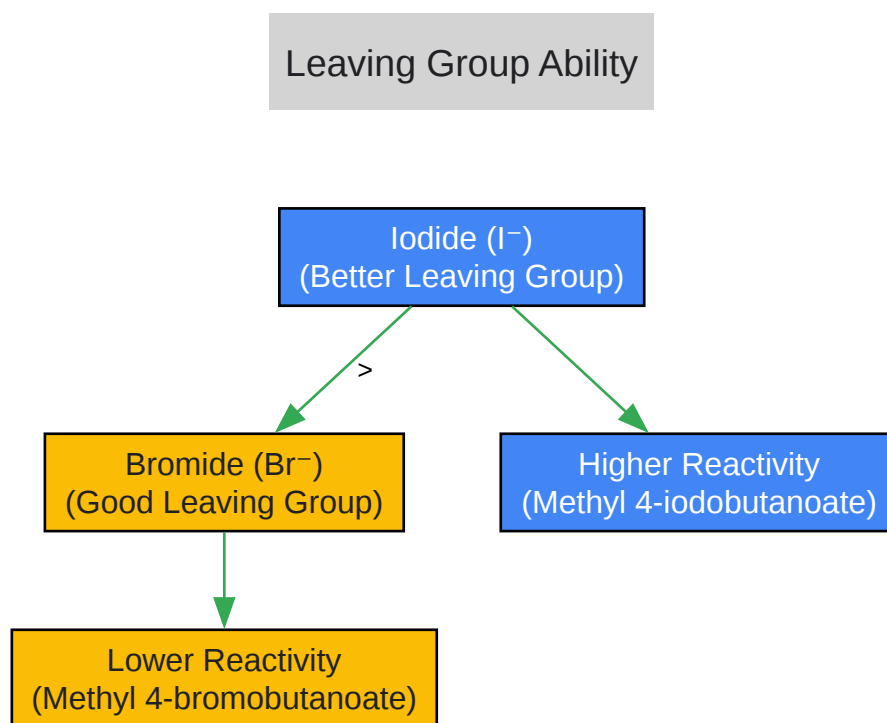 Leaving Group Ability
Iodide (I⁻)
(Better Leaving Group)
>
Bromide (Br⁻)
(Good Leaving Group)
Higher Reactivity
(Methyl 4-iodobutanoate)
Lower Reactivity
(Methyl 4-bromobutanoate)